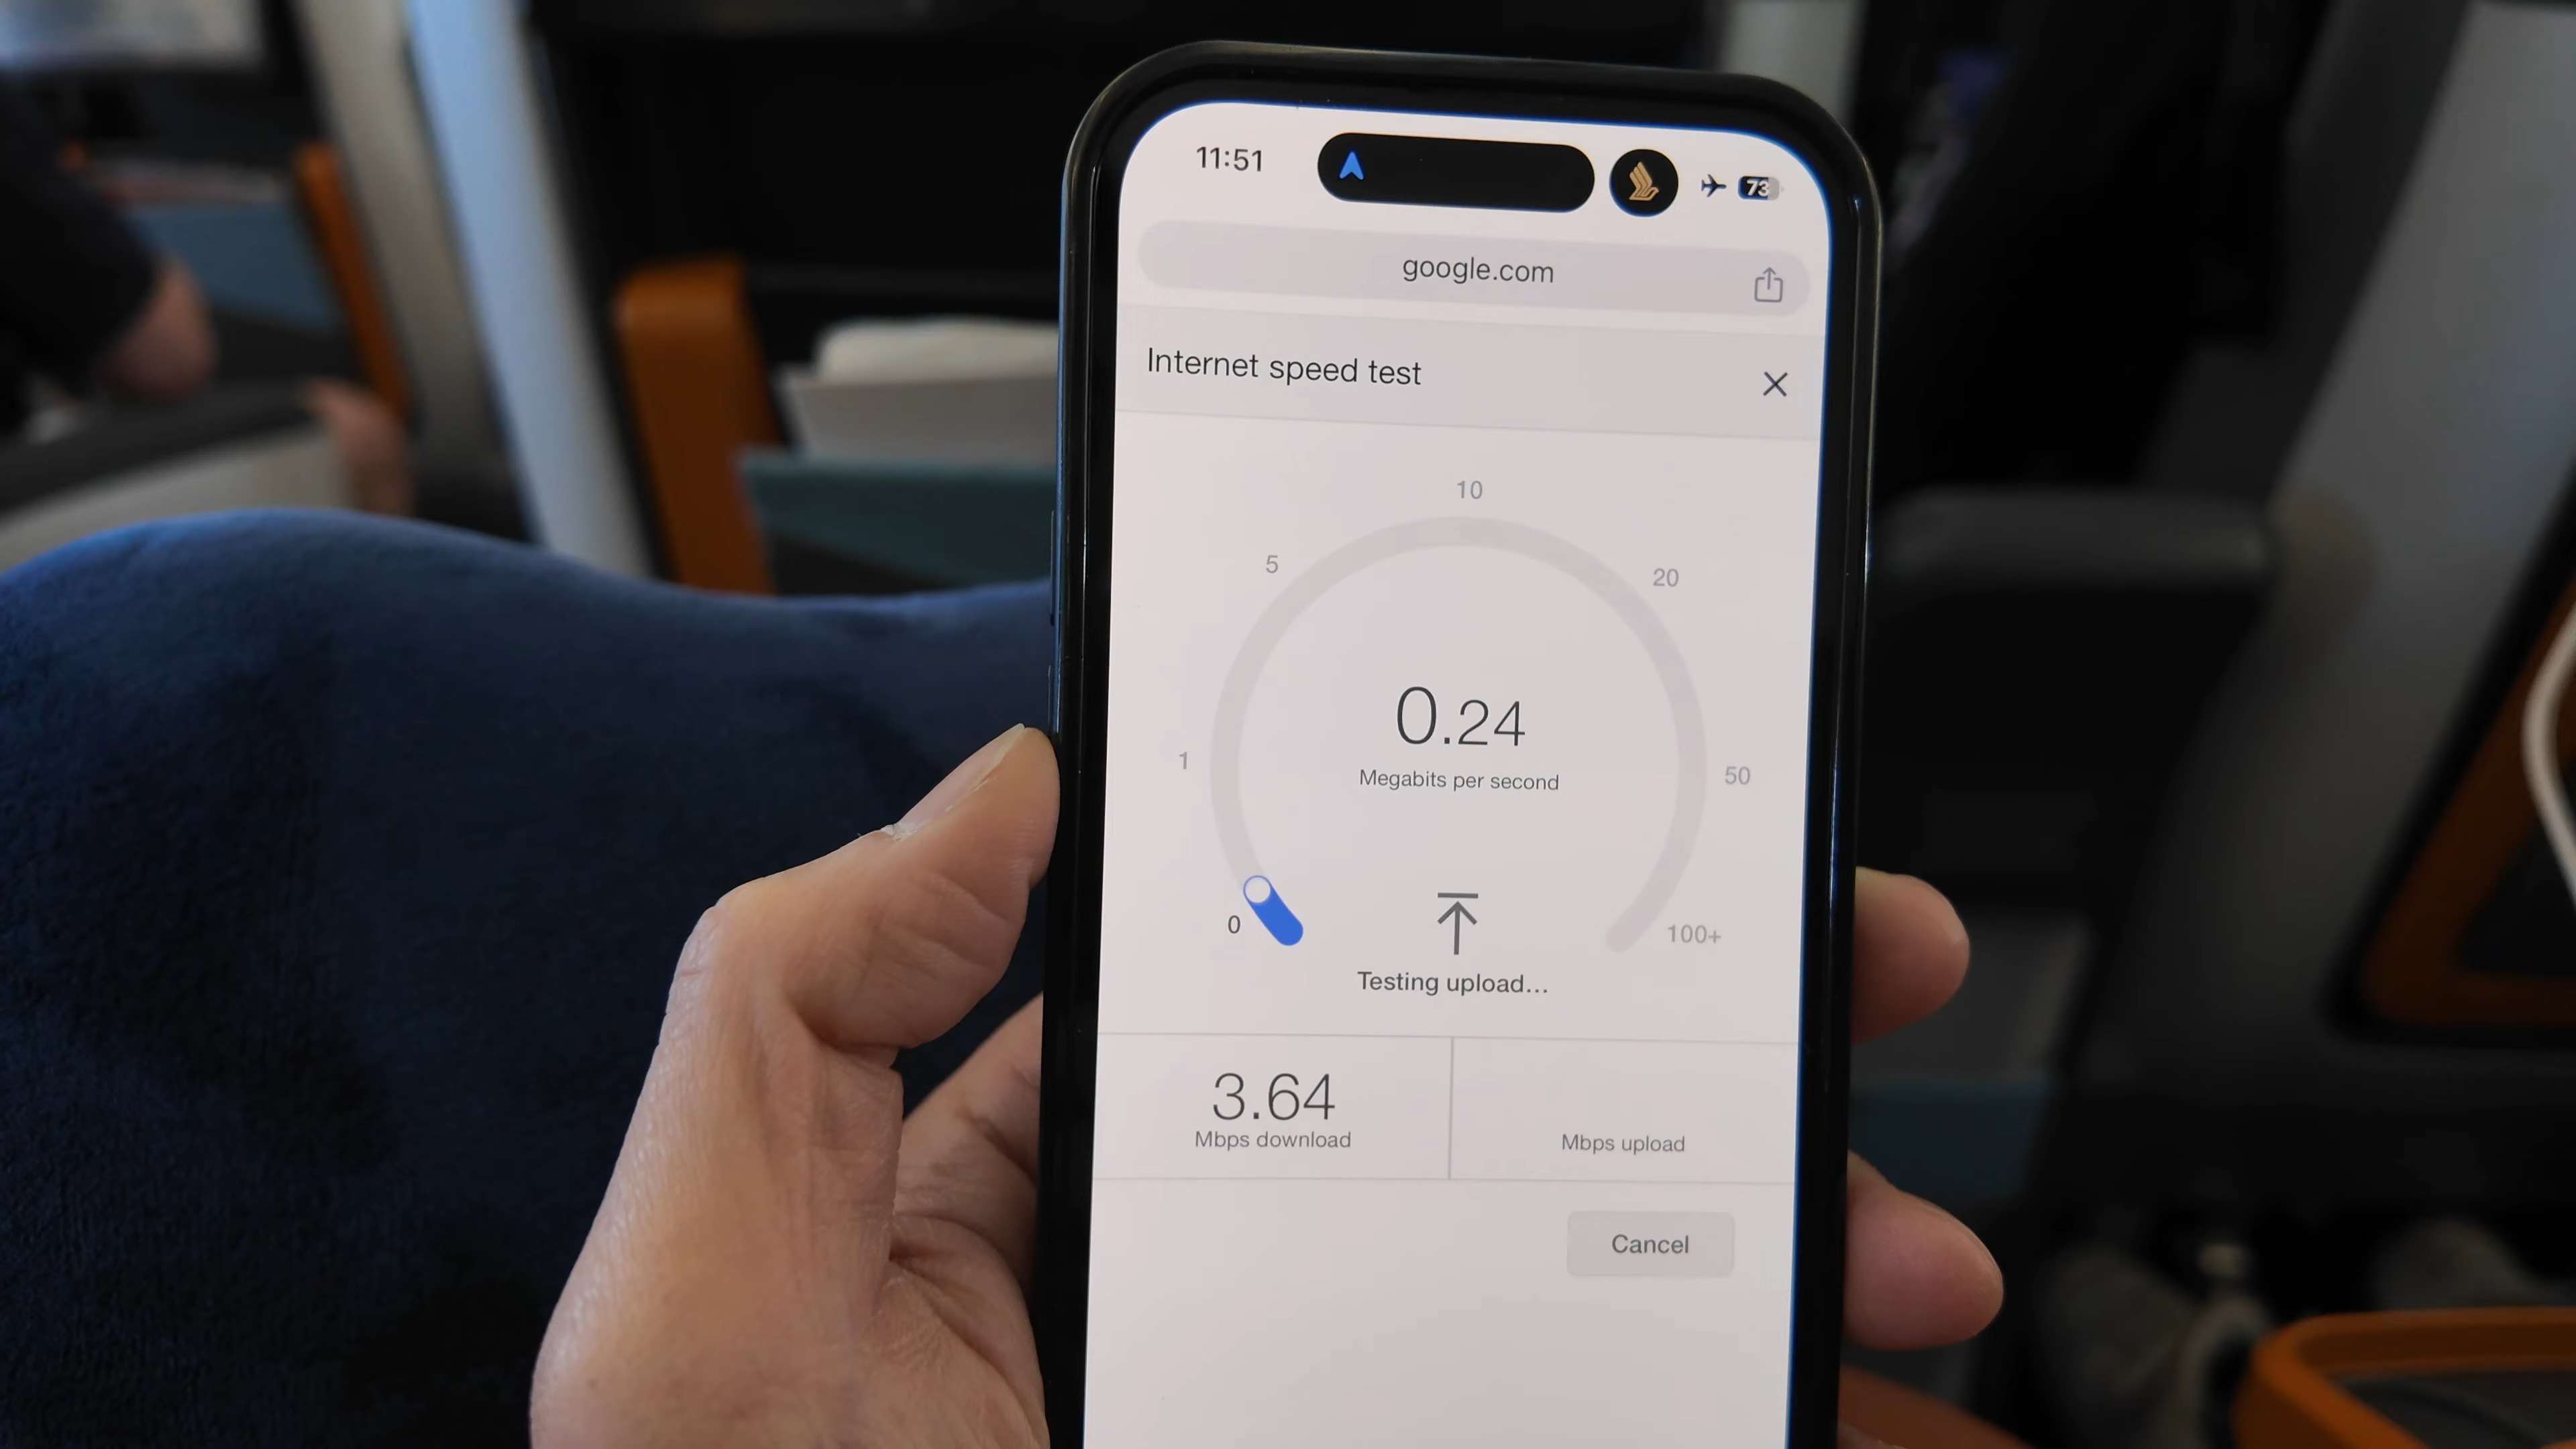 11:51
73
google.com
Internet speed test
10
5
20
0.24
Megabits per second
1
50
0
100+
Testing upload...
3.64
Mbps download
Mbps upload
Cancel